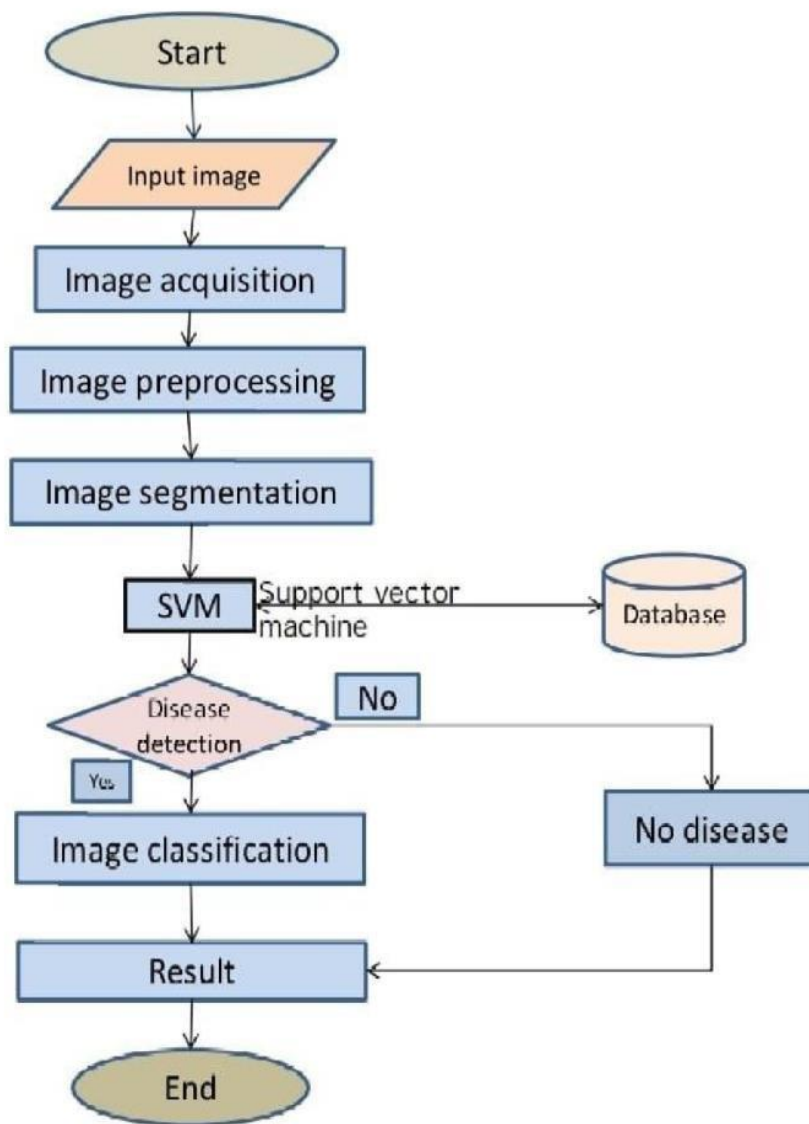 Start
Input image
Image acquisition
Image preprocessing
Image segmentation
SVM
Support vector
machine
Database
Disease
detection
No
Yes
Image classification
No disease
Result
End